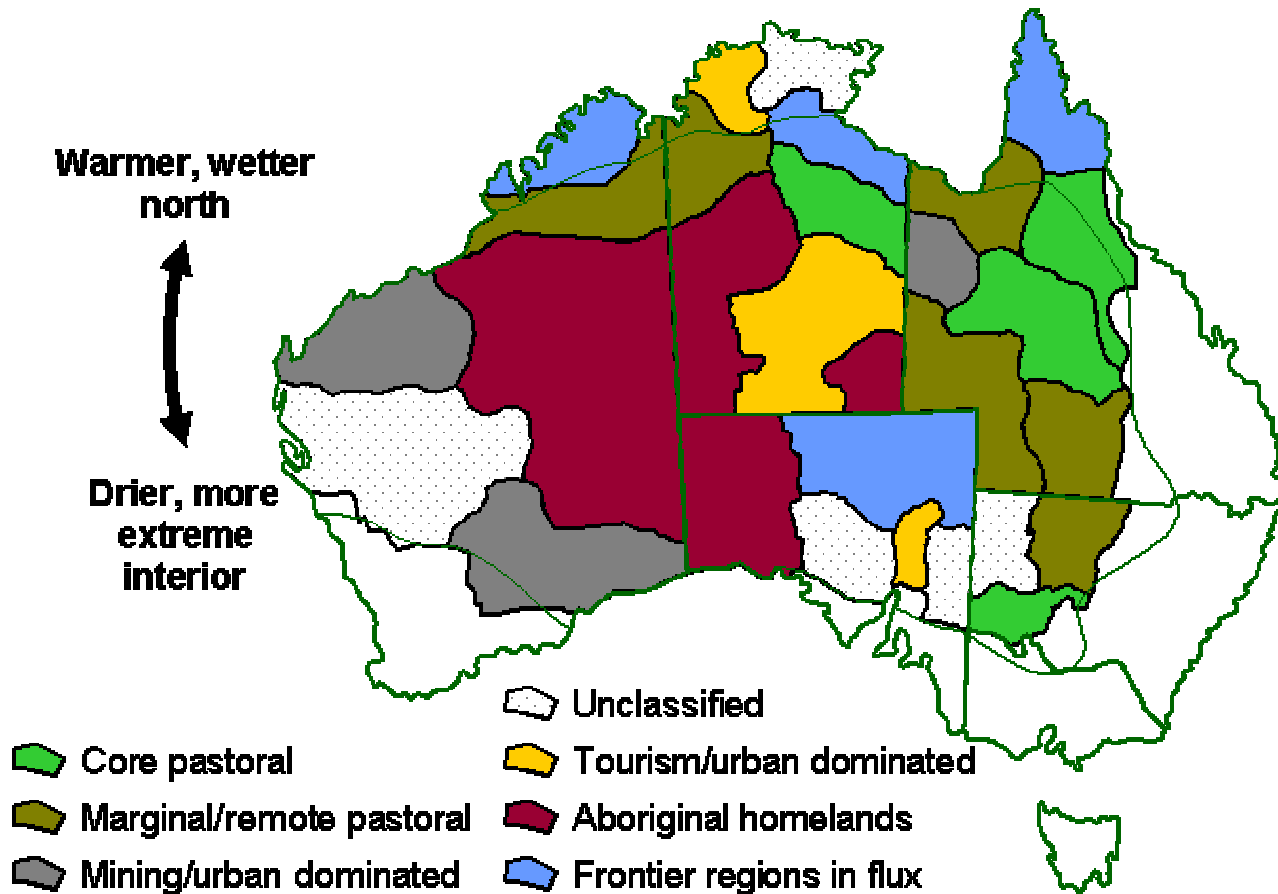 Warmer, wetter
north
Drier, more
extreme
interior
Unclassified
Core pastoral
Tourism/urban dominated
Marginal/remote pastoral
Aboriginal homelands
Mining/urban dominated
Frontier regions in flux